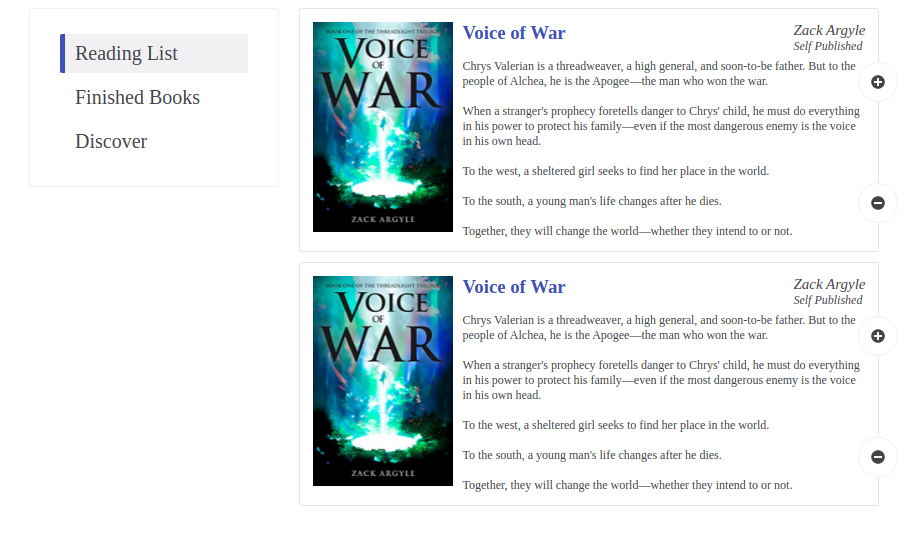 Reading List
Finished Books
Discover
BOOK ONE OF THE THREADLIGHT TRILOGY
VOICE
OF
WAR
ZACK ARGYLE
Voice of War
Zack Argyle
Self Published
Chrys Valerian is a threadweaver, a high general, and soon-to-be father. But to the
people of Alchea, he is the Apogee—the man who won the war.
When a stranger's prophecy foretells danger to Chrys' child, he must do everything
in his power to protect his family—even if the most dangerous enemy is the voice
in his own head.
To the west, a sheltered girl seeks to find her place in the world.
To the south, a young man's life changes after he dies.
Together, they will change the world—whether they intend to or not.
BOOK ONE OF THE THREADLIGHT TRILOGY
VOICE
OF
WAR
ZACK ARGYLE
Voice of War
Zack Argyle
Self Published
Chrys Valerian is a threadweaver, a high general, and soon-to-be father. But to the
people of Alchea, he is the Apogee—the man who won the war.
When a stranger's prophecy foretells danger to Chrys' child, he must do everything
in his power to protect his family—even if the most dangerous enemy is the voice
in his own head.
To the west, a sheltered girl seeks to find her place in the world.
To the south, a young man's life changes after he dies.
Together, they will change the world—whether they intend to or not.